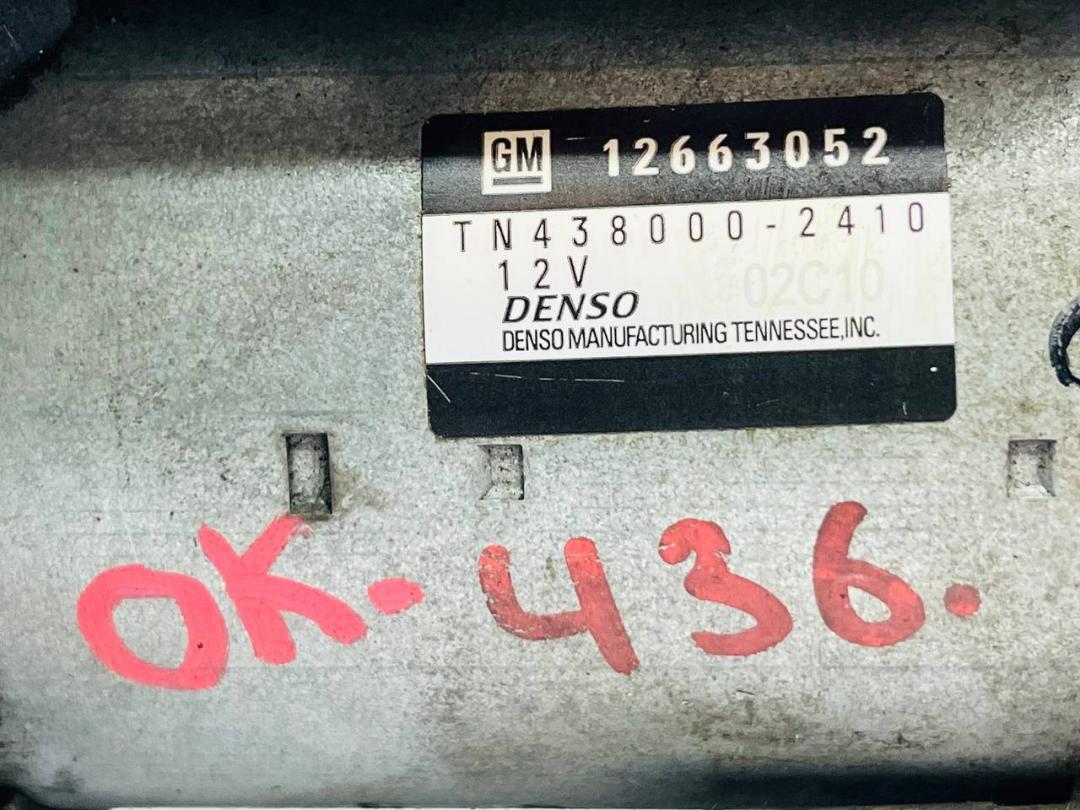 GM 12663052
TN438000-2410
12V 02C10
DENSO
DENSO MANUFACTURING TENNESSEE, INC.
OK. 436.